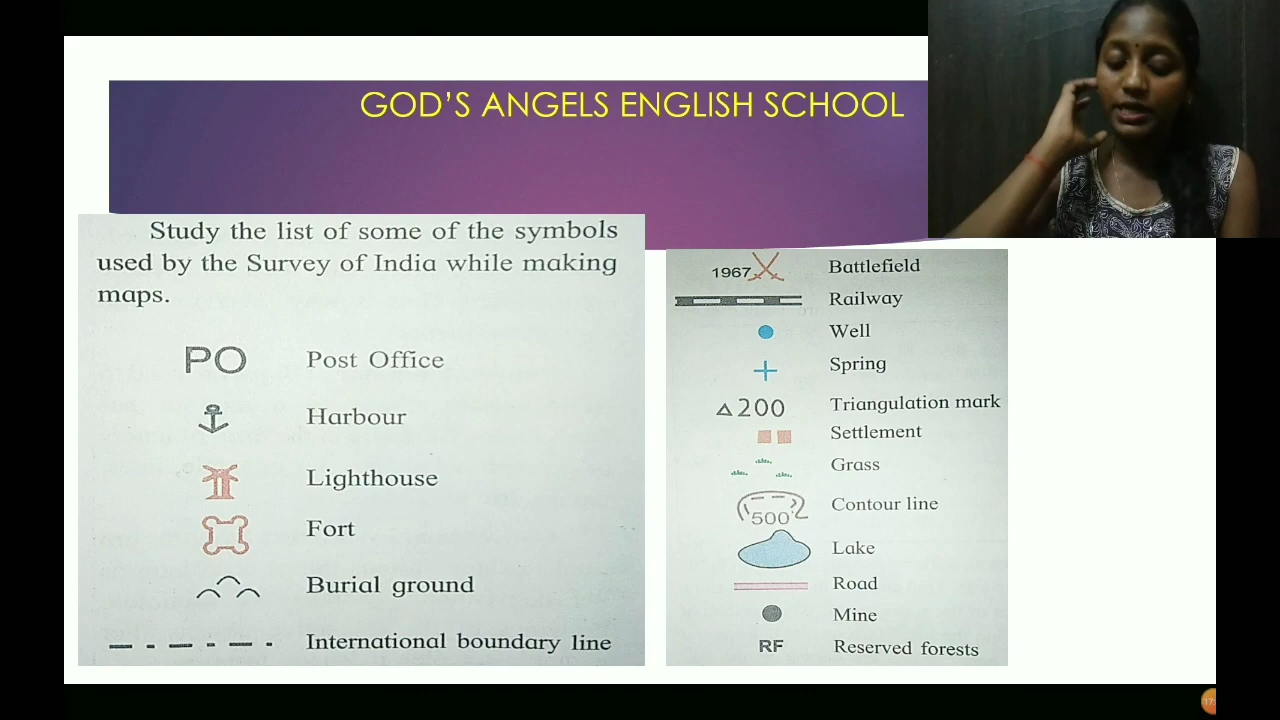 GOD'S ANGELS ENGLISH SCHOOL
Study the list of some of the symbols
used by the Survey of India while making
maps.
PO Post Office
Harbour
Lighthouse
Fort
Burial ground
International boundary line
1967 Battlefield
Railway
Well
Spring
200 Triangulation mark
Settlement
Grass
500 Contour line
Lake
Road
Mine
RF Reserved forests